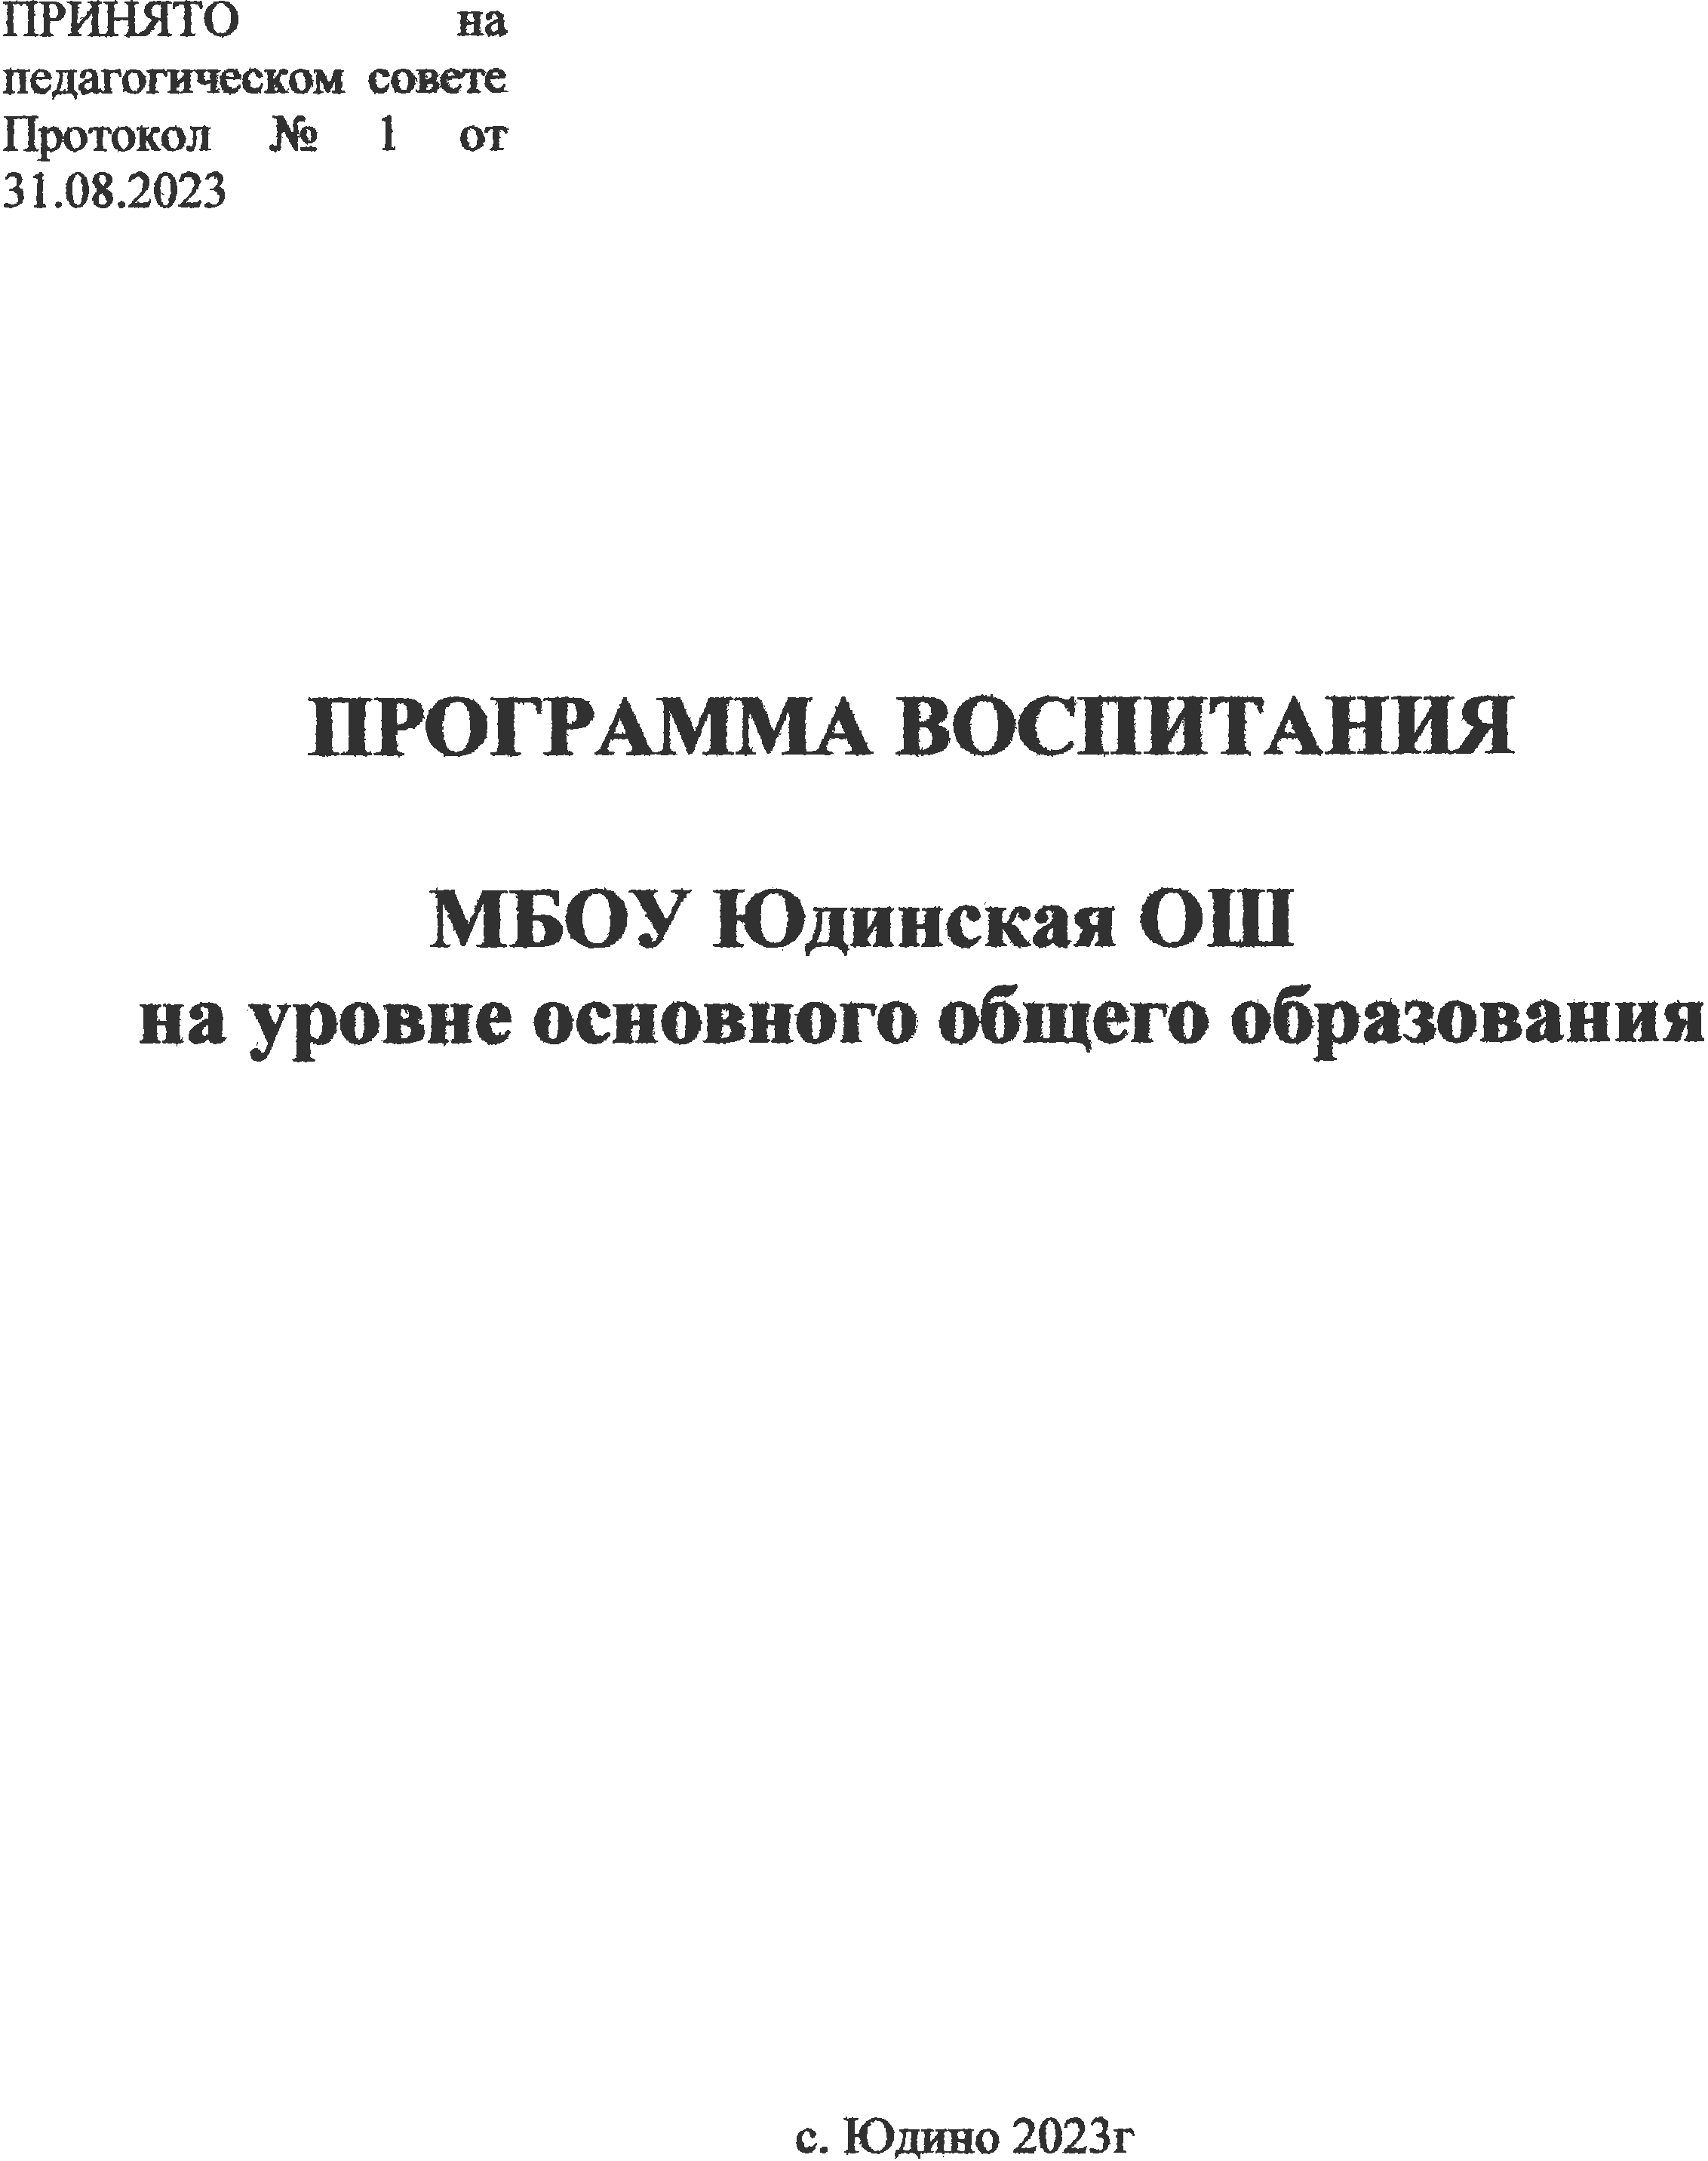 ПРИНЯТО на
педагогическом совете
Протокол № 1 от
31.08.2023
ПРОГРАММА ВОСПИТАНИЯ
МБОУ Юдинская ОШ
на уровне основного общего образования
с. Юдино 2023г